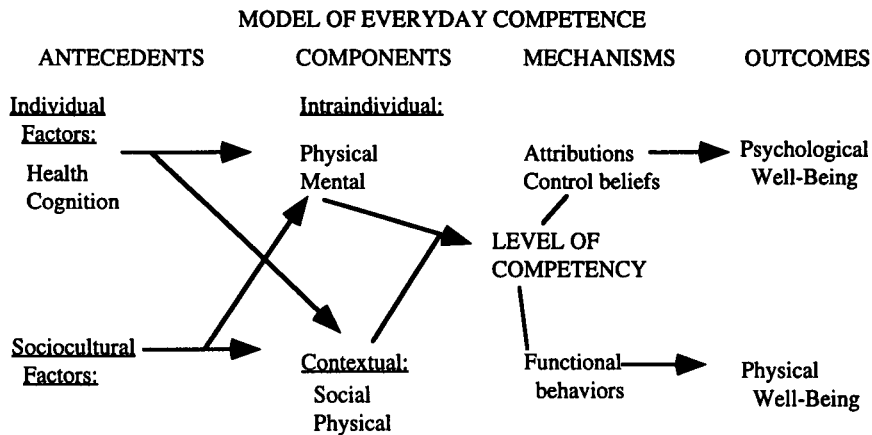 MODEL OF EVERYDAY COMPETENCE
ANTECEDENTS COMPONENTS MECHANISMS OUTCOMES
Individual
Factors:
Health
Cognition
Intraindividual:
Physical
Mental
Attributions
Control beliefs
Psychological
Well-Being
LEVEL OF
COMPETENCY
Sociocultural
Factors:
Contextual:
Social
Physical
Functional
behaviors
Physical
Well-Being